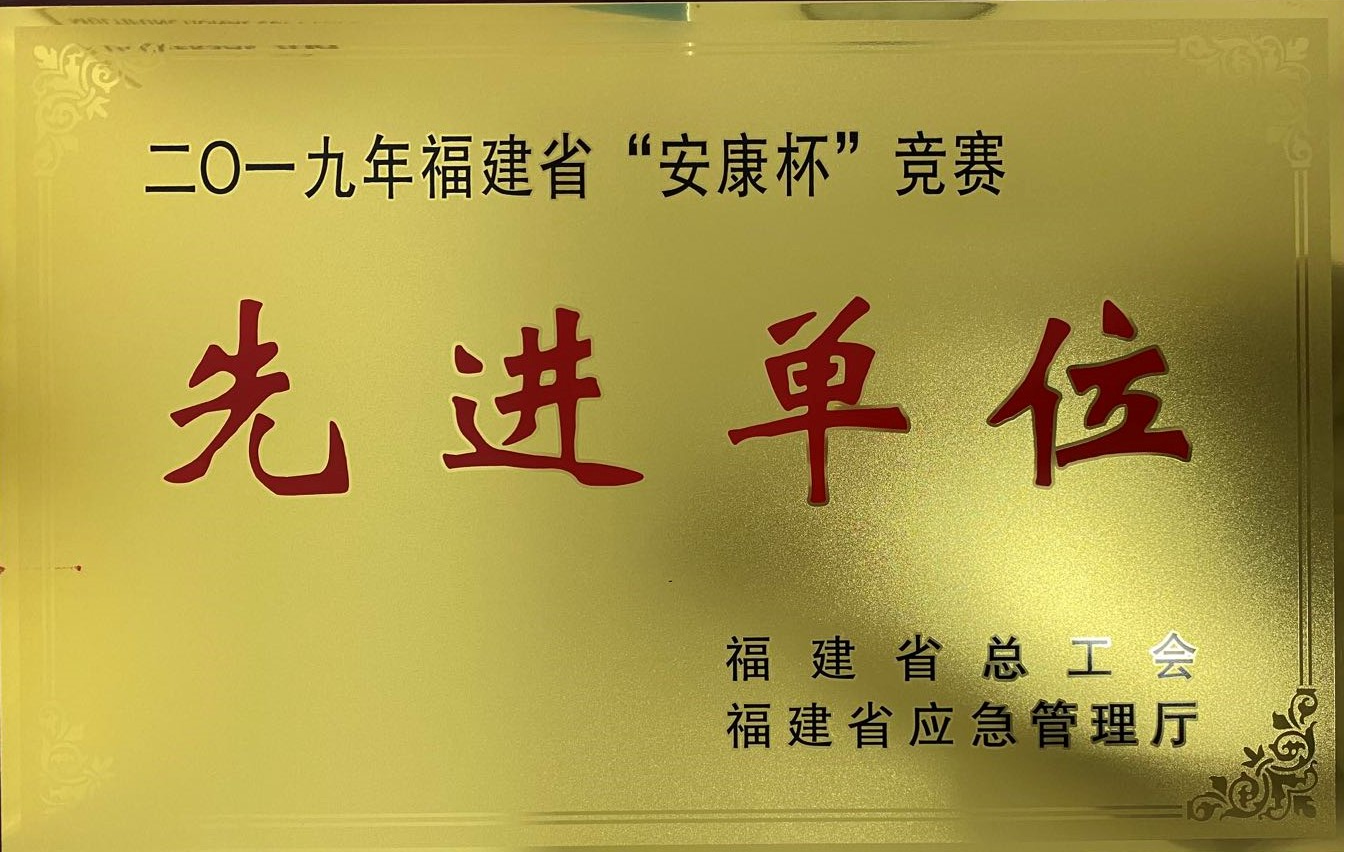 二〇一九年福建省“安康杯”竞赛
先进单位
福建省总工会
福建省应急管理厅